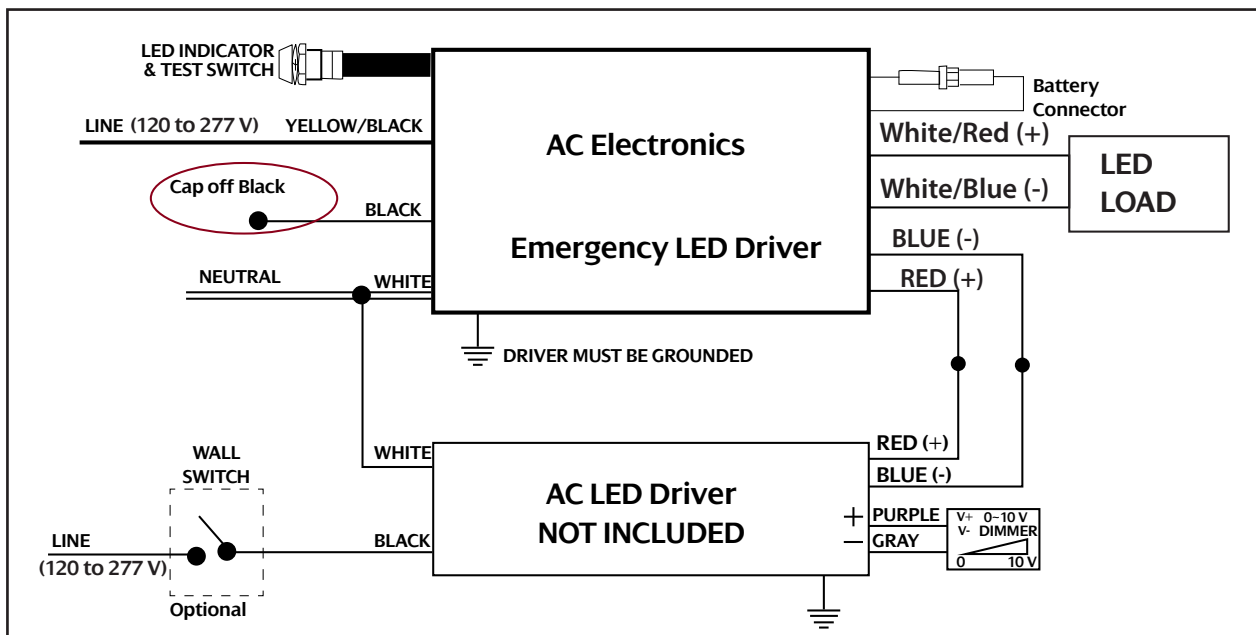 LED INDICATOR
& TEST SWITCH
Battery
Connector
LINE (120 to 277 V)
YELLOW/BLACK
AC Electronics
White/Red (+)
LED
LOAD
Cap off Black
White/Blue (-)
BLACK
Emergency LED Driver
BLUE (-)
NEUTRAL
WHITE
RED (+)
DRIVER MUST BE GROUNDED
WHITE
RED (+)
WALL
SWITCH
BLUE (-)
AC LED Driver
NOT INCLUDED
+ PURPLE
V+ 0~10 V
V- DIMMER
0 10 V
— GRAY
LINE
(120 to 277 V)
BLACK
Optional